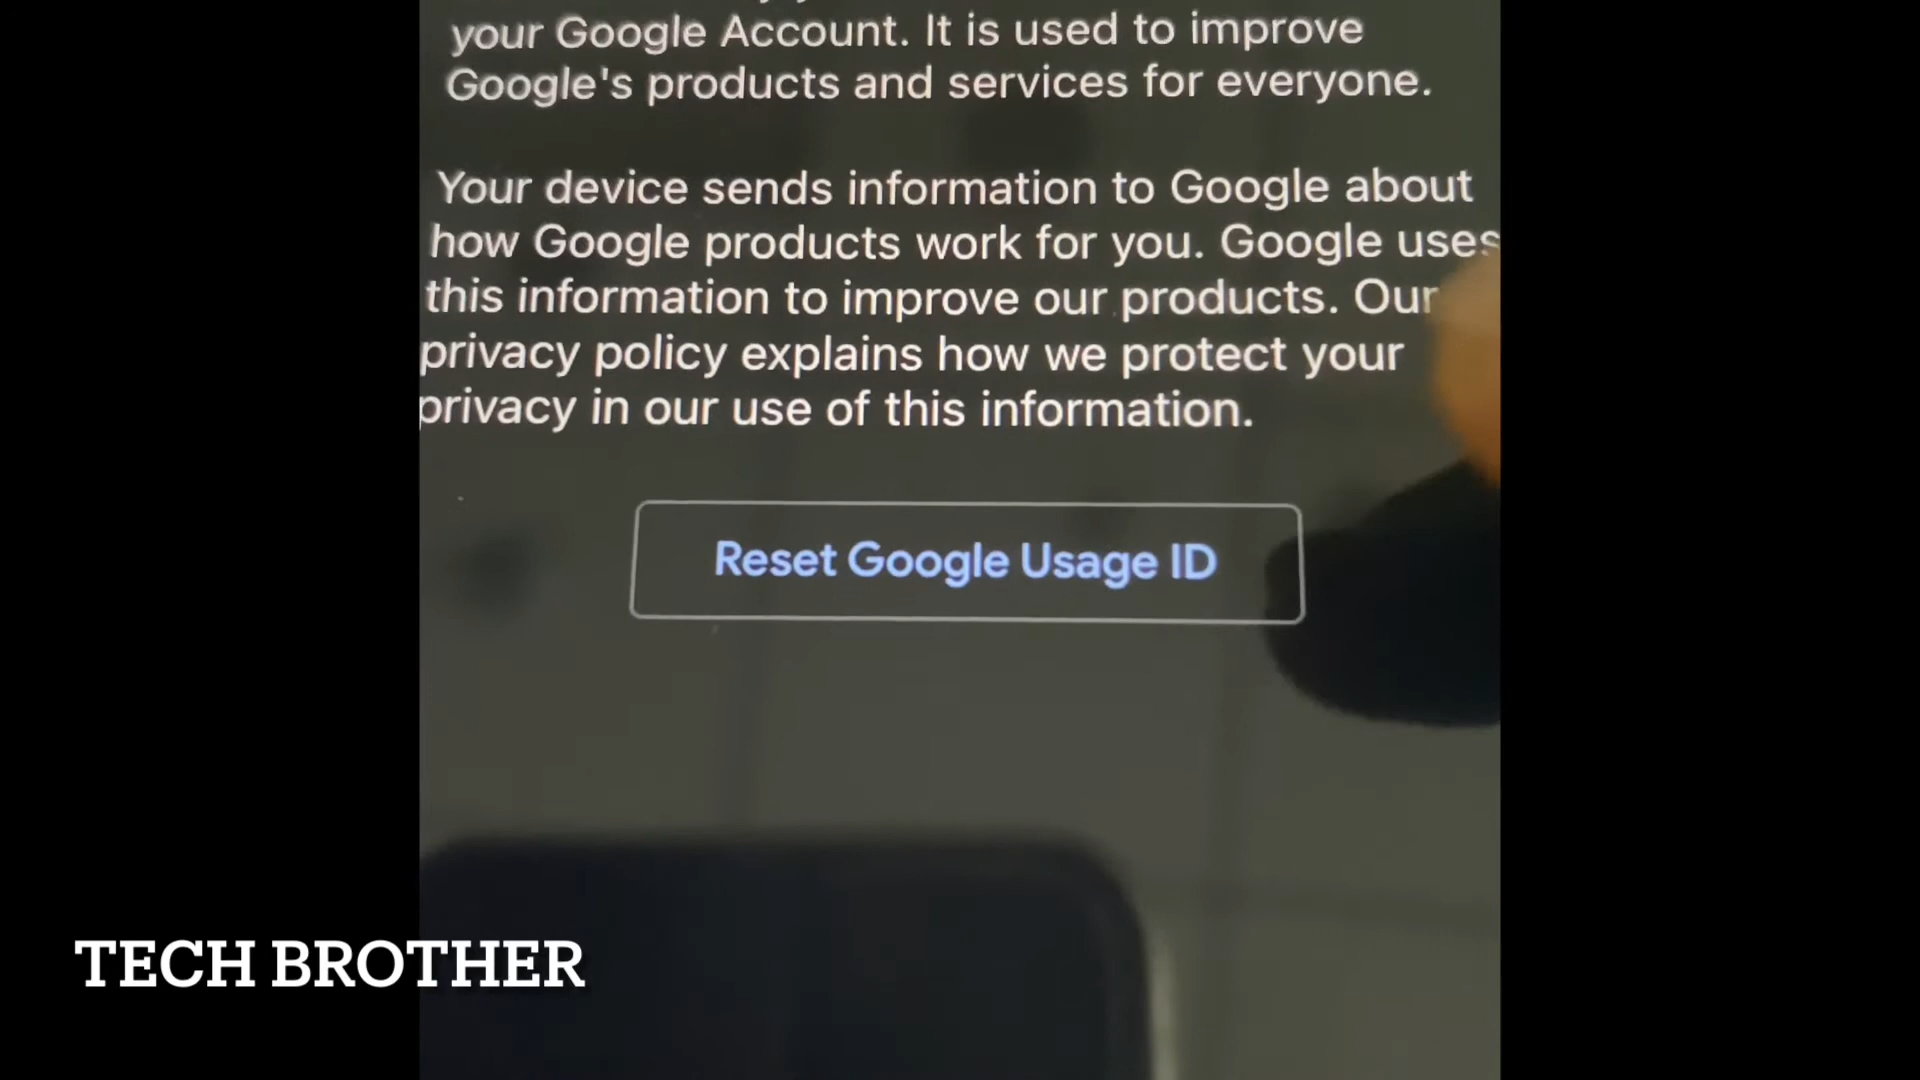 your Google Account. It is used to improve
Google's products and services for everyone.
Your device sends information to Google about
how Google products work for you. Google uses
this information to improve our products. Our
privacy policy explains how we protect your
privacy in our use of this information.
Reset Google Usage ID
TECH BROTHER